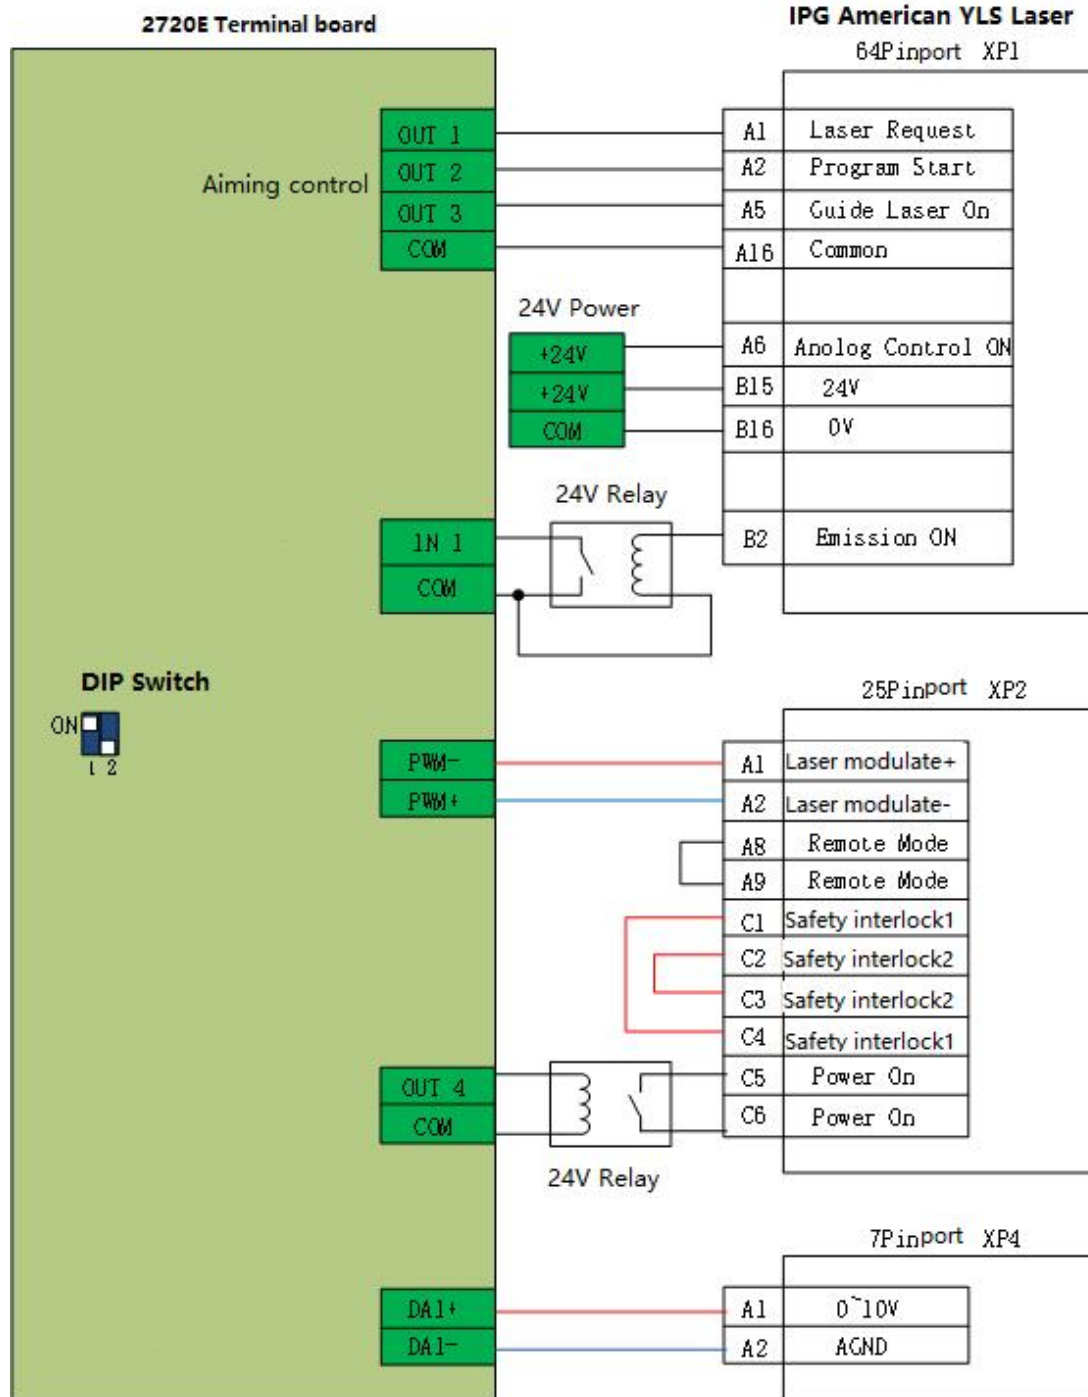 2720E Terminal board
IPG American YLS Laser
64Pinport XP1
OUT 1
A1 Laser Request
Aiming control
OUT 2
A2 Program Start
OUT 3
A5 Guide Laser On
COM
A16 Common
24V Power
+24V
A6 Anolog Control ON
+24V
B15 24V
COM
B16 0V
24V Relay
IN 1
B2 Emission ON
COM
DIP Switch
ON
1 2
25Pinport XP2
PWM-
A1 Laser modulate+
PWM+
A2 Laser modulate-
A8 Remote Mode
A9 Remote Mode
C1 Safety interlock1
C2 Safety interlock2
C3 Safety interlock2
C4 Safety interlock1
OUT 4
C5 Power On
COM
C6 Power On
24V Relay
7Pinport XP4
DA1+
A1 0~10V
DA1-
A2 AGND